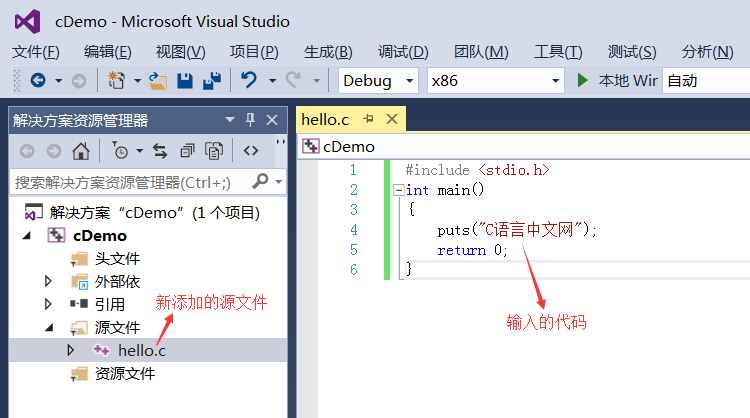 cDemo - Microsoft Visual Studio
文件(F) 编辑(E) 视图(V) 项目(P) 生成(B) 调试(D) 团队(M) 工具(T) 测试(S) 分析(N)
Debug x86 本地 Wir 自动
解决方案资源管理器
搜索解决方案资源管理器(Ctrl+;)
解决方案“cDemo”(1 个项目)
cDemo
头文件
外部依
引用
源文件
hello.c
资源文件
新添加的源文件
hello.c
cDemo
1 #include <stdio.h>
2 int main()
3 {
4 puts("C语言中文网");
5 return 0;
6 }
输入的代码